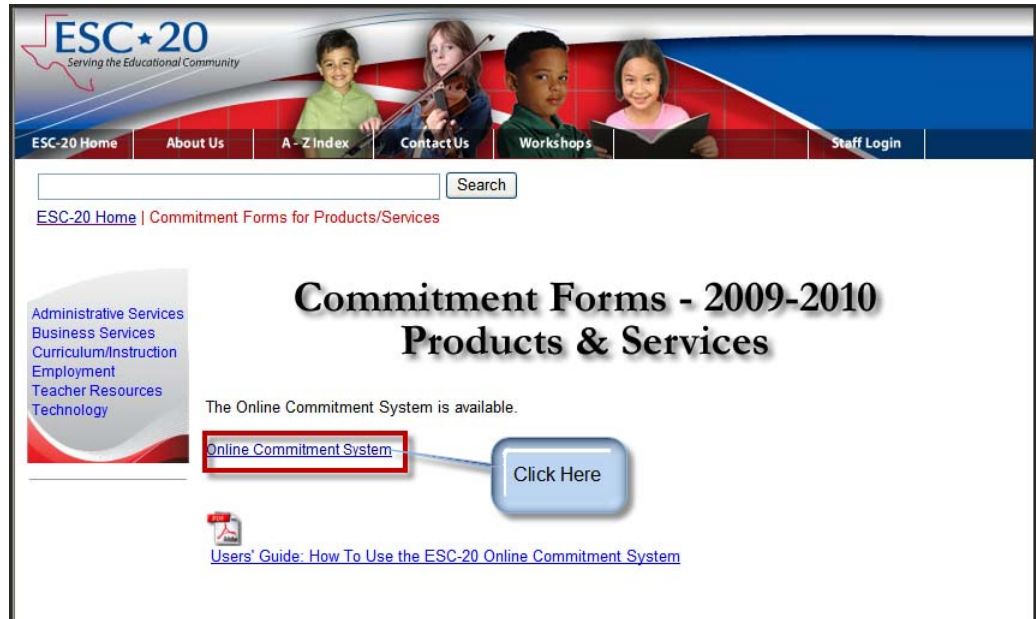 ESC★20
Serving the Educational Community
ESC-20 Home About Us A - Z Index Contact Us Workshops Staff Login
Search
ESC-20 Home | Commitment Forms for Products/Services
Commitment Forms - 2009-2010
Products & Services
Administrative Services
Business Services
Curriculum/Instruction
Employment
Teacher Resources
Technology
The Online Commitment System is available.
Online Commitment System
Click Here
PDF
Adobe
Users' Guide: How To Use the ESC-20 Online Commitment System